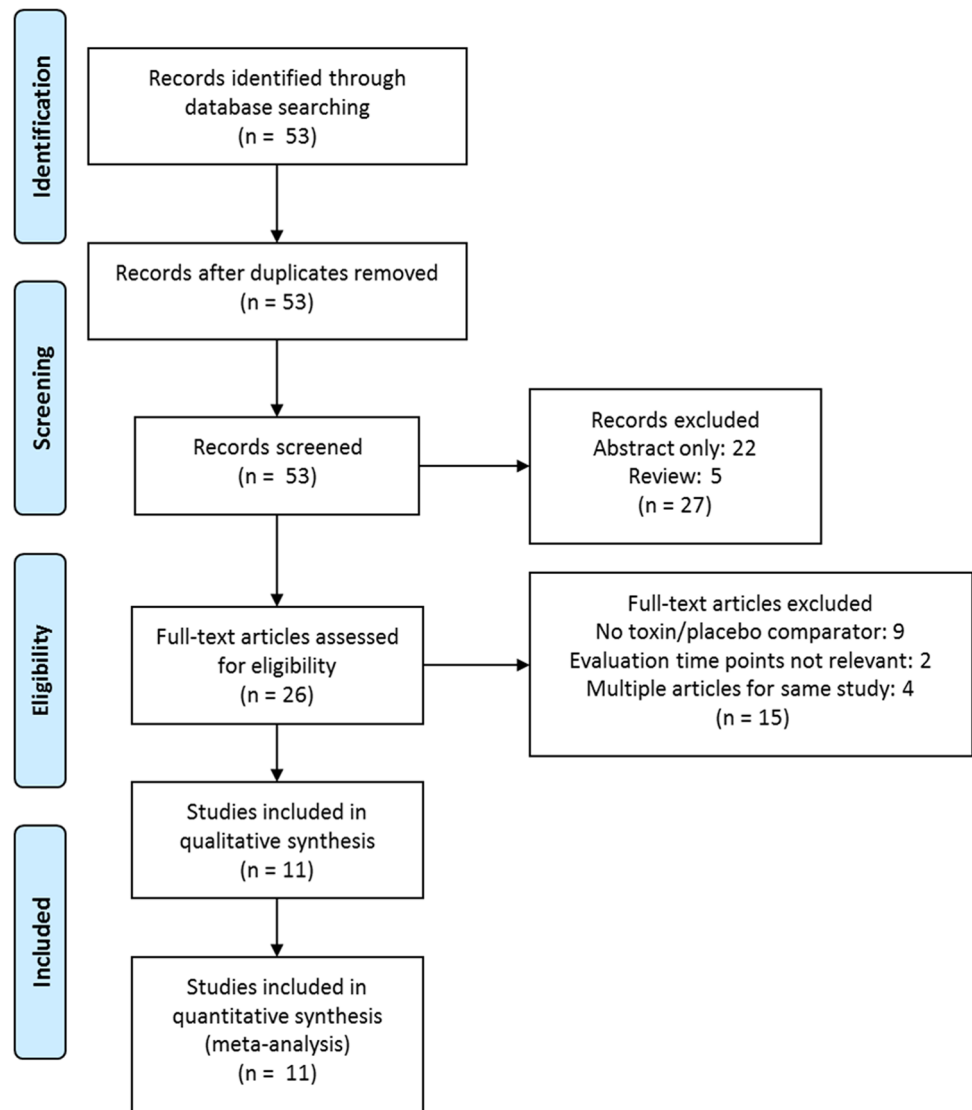 Identification
Records identified through
database searching
(n = 53)
Records after duplicates removed
(n = 53)
Screening
Records screened
(n = 53)
Records excluded
Abstract only: 22
Review: 5
(n = 27)
Eligibility
Full-text articles assessed
for eligibility
(n = 26)
Full-text articles excluded
No toxin/placebo comparator: 9
Evaluation time points not relevant: 2
Multiple articles for same study: 4
(n = 15)
Studies included in
qualitative synthesis
(n = 11)
Included
Studies included in
quantitative synthesis
(meta-analysis)
(n = 11)